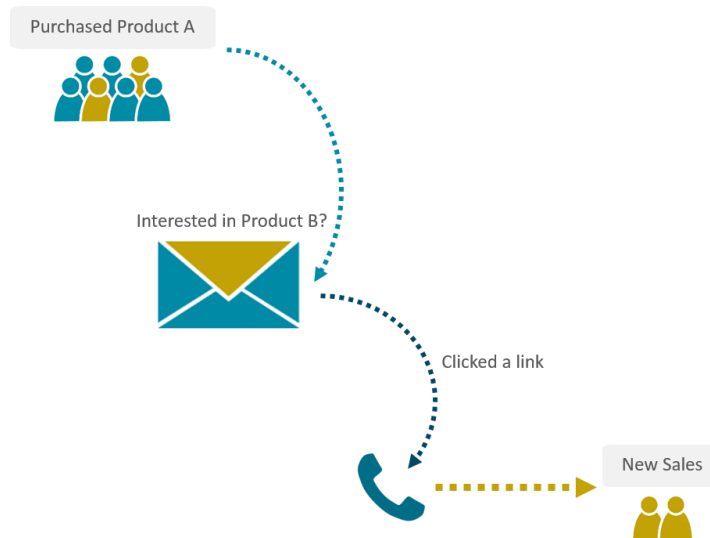 Purchased Product A
Interested in Product B?
Clicked a link
New Sales